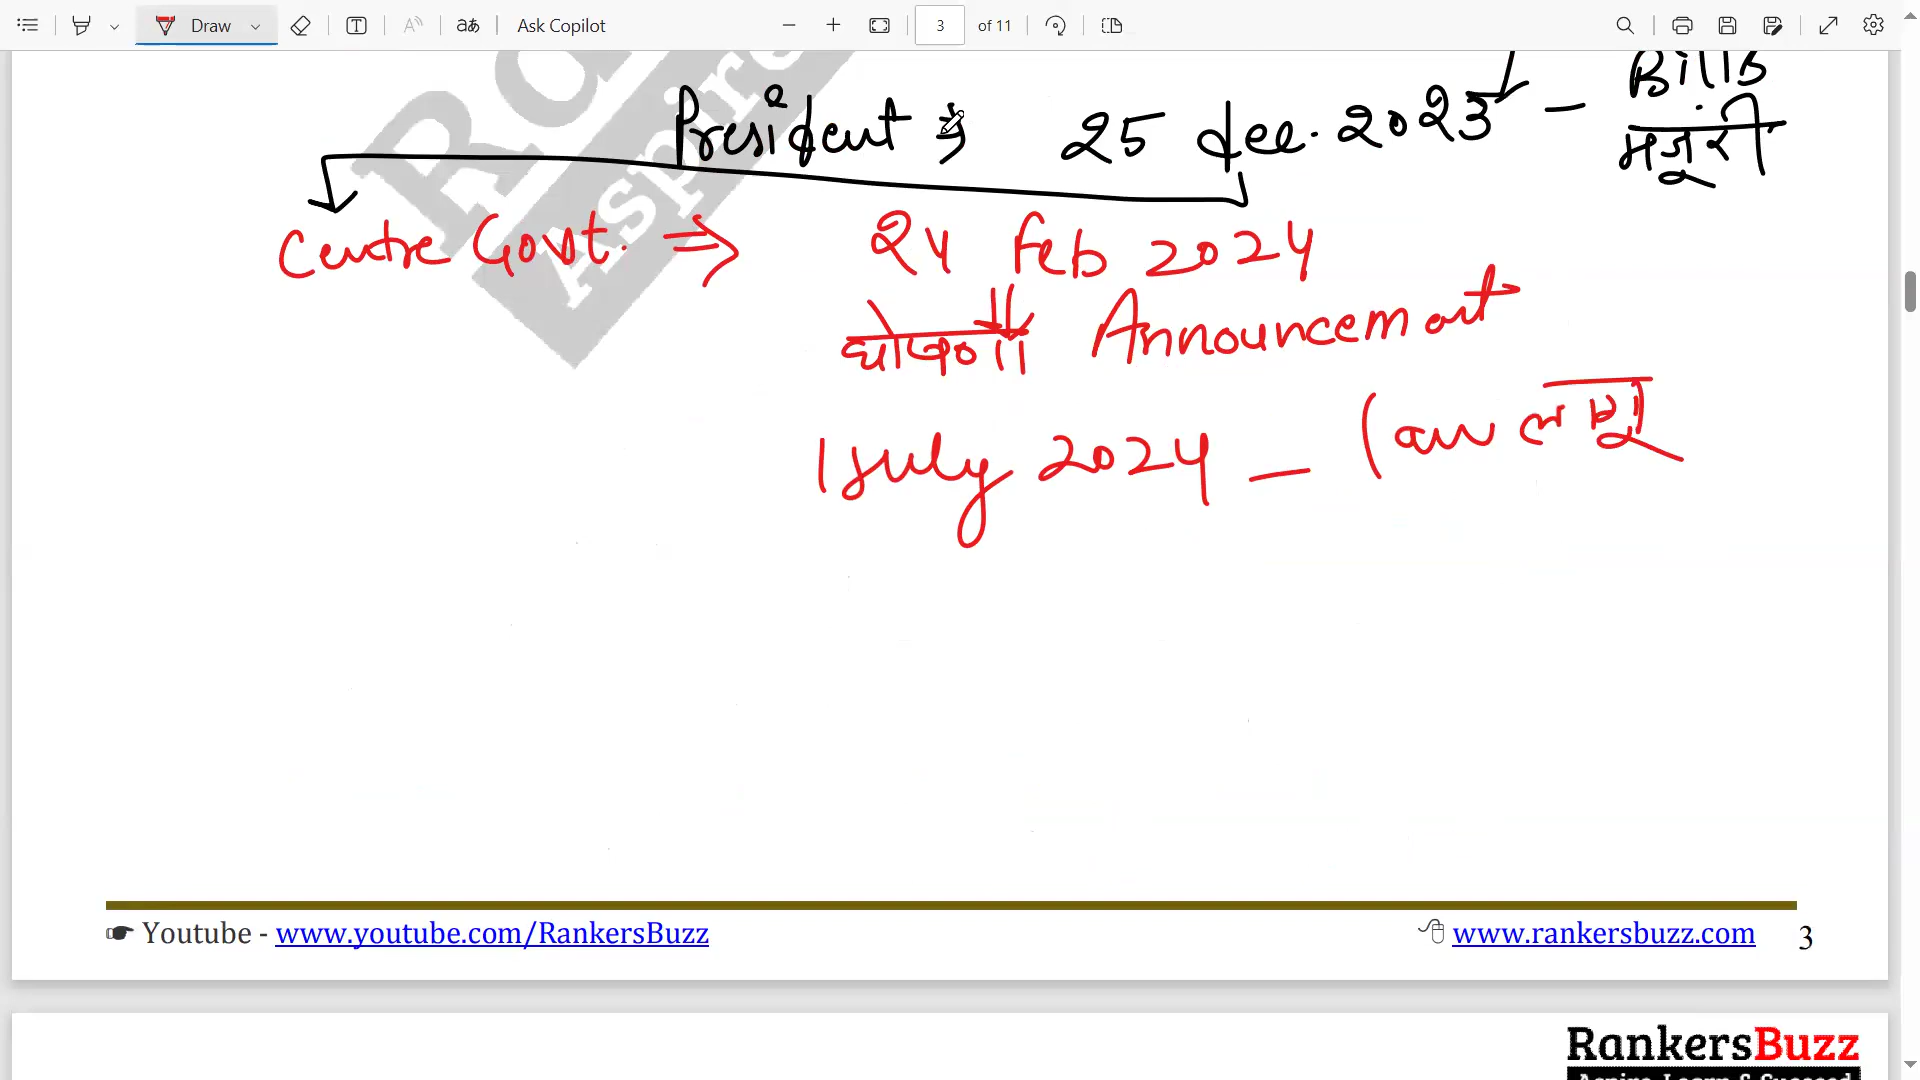 Draw Ask Copilot 3 of 11
Bills
President ⇒ 25 dec. 2023 - मंजूरी
Centre Govt. ⇒ 24 Feb 2024
घोषणा Announcement
1 July 2024 - ( लागू
Youtube - www.youtube.com/RankersBuzz www.rankersbuzz.com 3
RankersBuzz